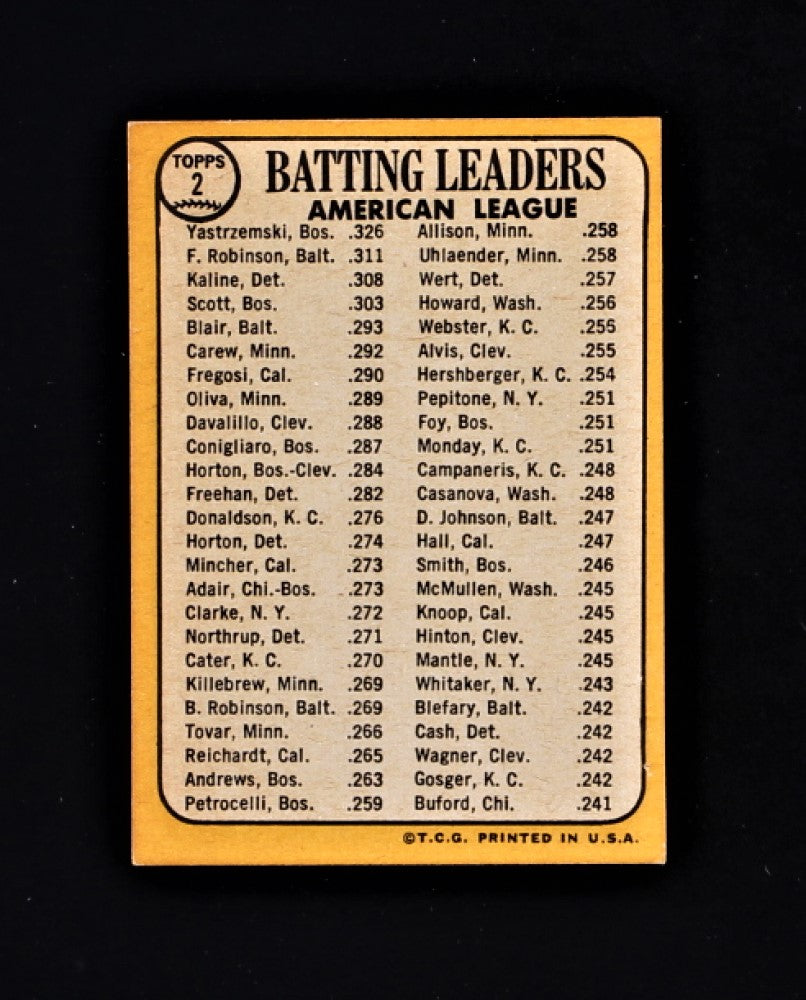 TOPPS
2
BATTING LEADERS
AMERICAN LEAGUE
Yastrzemski, Bos. .326
F. Robinson, Balt. .311
Kaline, Det. .308
Scott, Bos. .303
Blair, Balt. .293
Carew, Minn. .292
Fregosi, Cal. .290
Oliva, Minn. .289
Davalillo, Clev. .288
Conigliaro, Bos. .287
Horton, Bos.-Clev. .284
Freehan, Det. .282
Donaldson, K. C. .276
Horton, Det. .274
Mincher, Cal. .273
Adair, Chi.-Bos. .273
Clarke, N. Y. .272
Northrup, Det. .271
Cater, K. C. .270
Killebrew, Minn. .269
B. Robinson, Balt. .269
Tovar, Minn. .266
Reichardt, Cal. .265
Andrews, Bos. .263
Petrocelli, Bos. .259
Allison, Minn. .258
Uhlaender, Minn. .258
Wert, Det. .257
Howard, Wash. .256
Webster, K. C. .256
Alvis, Clev. .255
Hershberger, K. C. .254
Pepitone, N. Y. .251
Foy, Bos. .251
Monday, K. C. .251
Campaneris, K. C. .248
Casanova, Wash. .248
D. Johnson, Balt. .247
Hall, Cal. .247
Smith, Bos. .246
McMullen, Wash. .245
Knoop, Cal. .245
Hinton, Clev. .245
Mantle, N. Y. .245
Whitaker, N. Y. .243
Blefary, Balt. .242
Cash, Det. .242
Wagner, Clev. .242
Gosger, K. C. .242
Buford, Chi. .241
©T.C.G. PRINTED IN U.S.A.